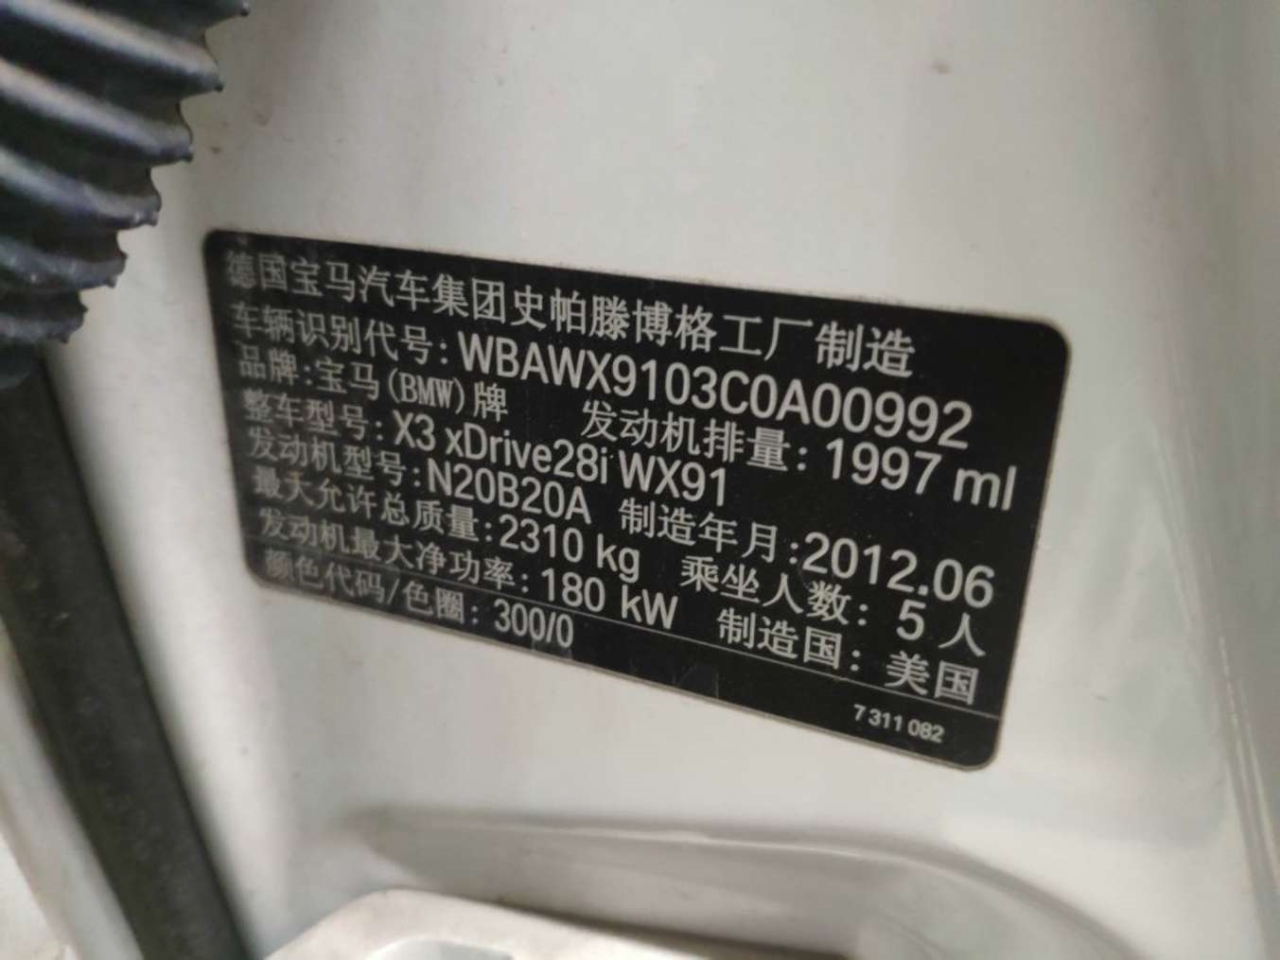 德国宝马汽车集团史帕滕博格工厂制造
车辆识别代号: WBAWX9103C0A00992
品牌: 宝马(BMW)牌 发动机排量: 1997 ml
整车型号: X3 xDrive28i WX91
发动机型号: N20B20A 制造年月: 2012.06
最大允许总质量: 2310 kg 乘坐人数: 5 人
发动机最大净功率: 180 kW 制造国: 美国
颜色代码/色圈: 300/0
7 311 082